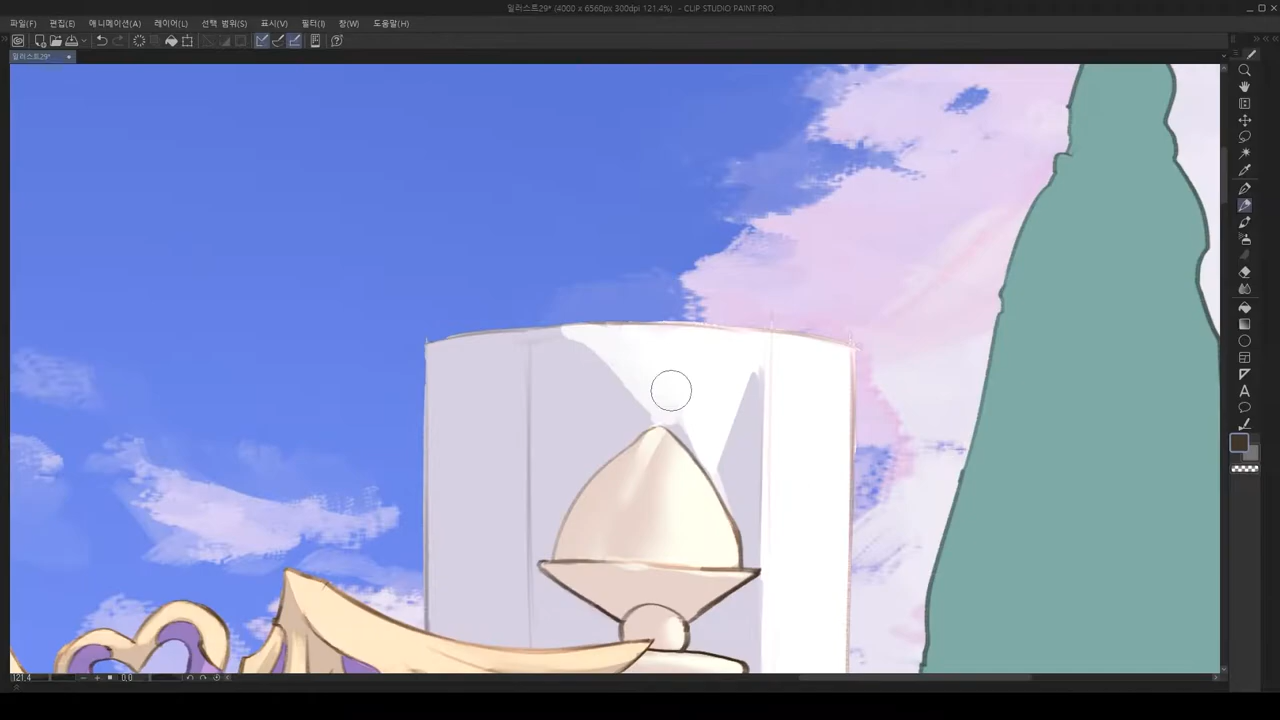 일러스트29* (4000 x 6560px 300dpi 121.4%) - CLIP STUDIO PAINT PRO
파일(F) 편집(E) 애니메이션(A) 레이어(L) 선택 범위(S) 표시(V) 필터(I) 창(W) 도움말(H)
일러스트29*
121.4 0.0